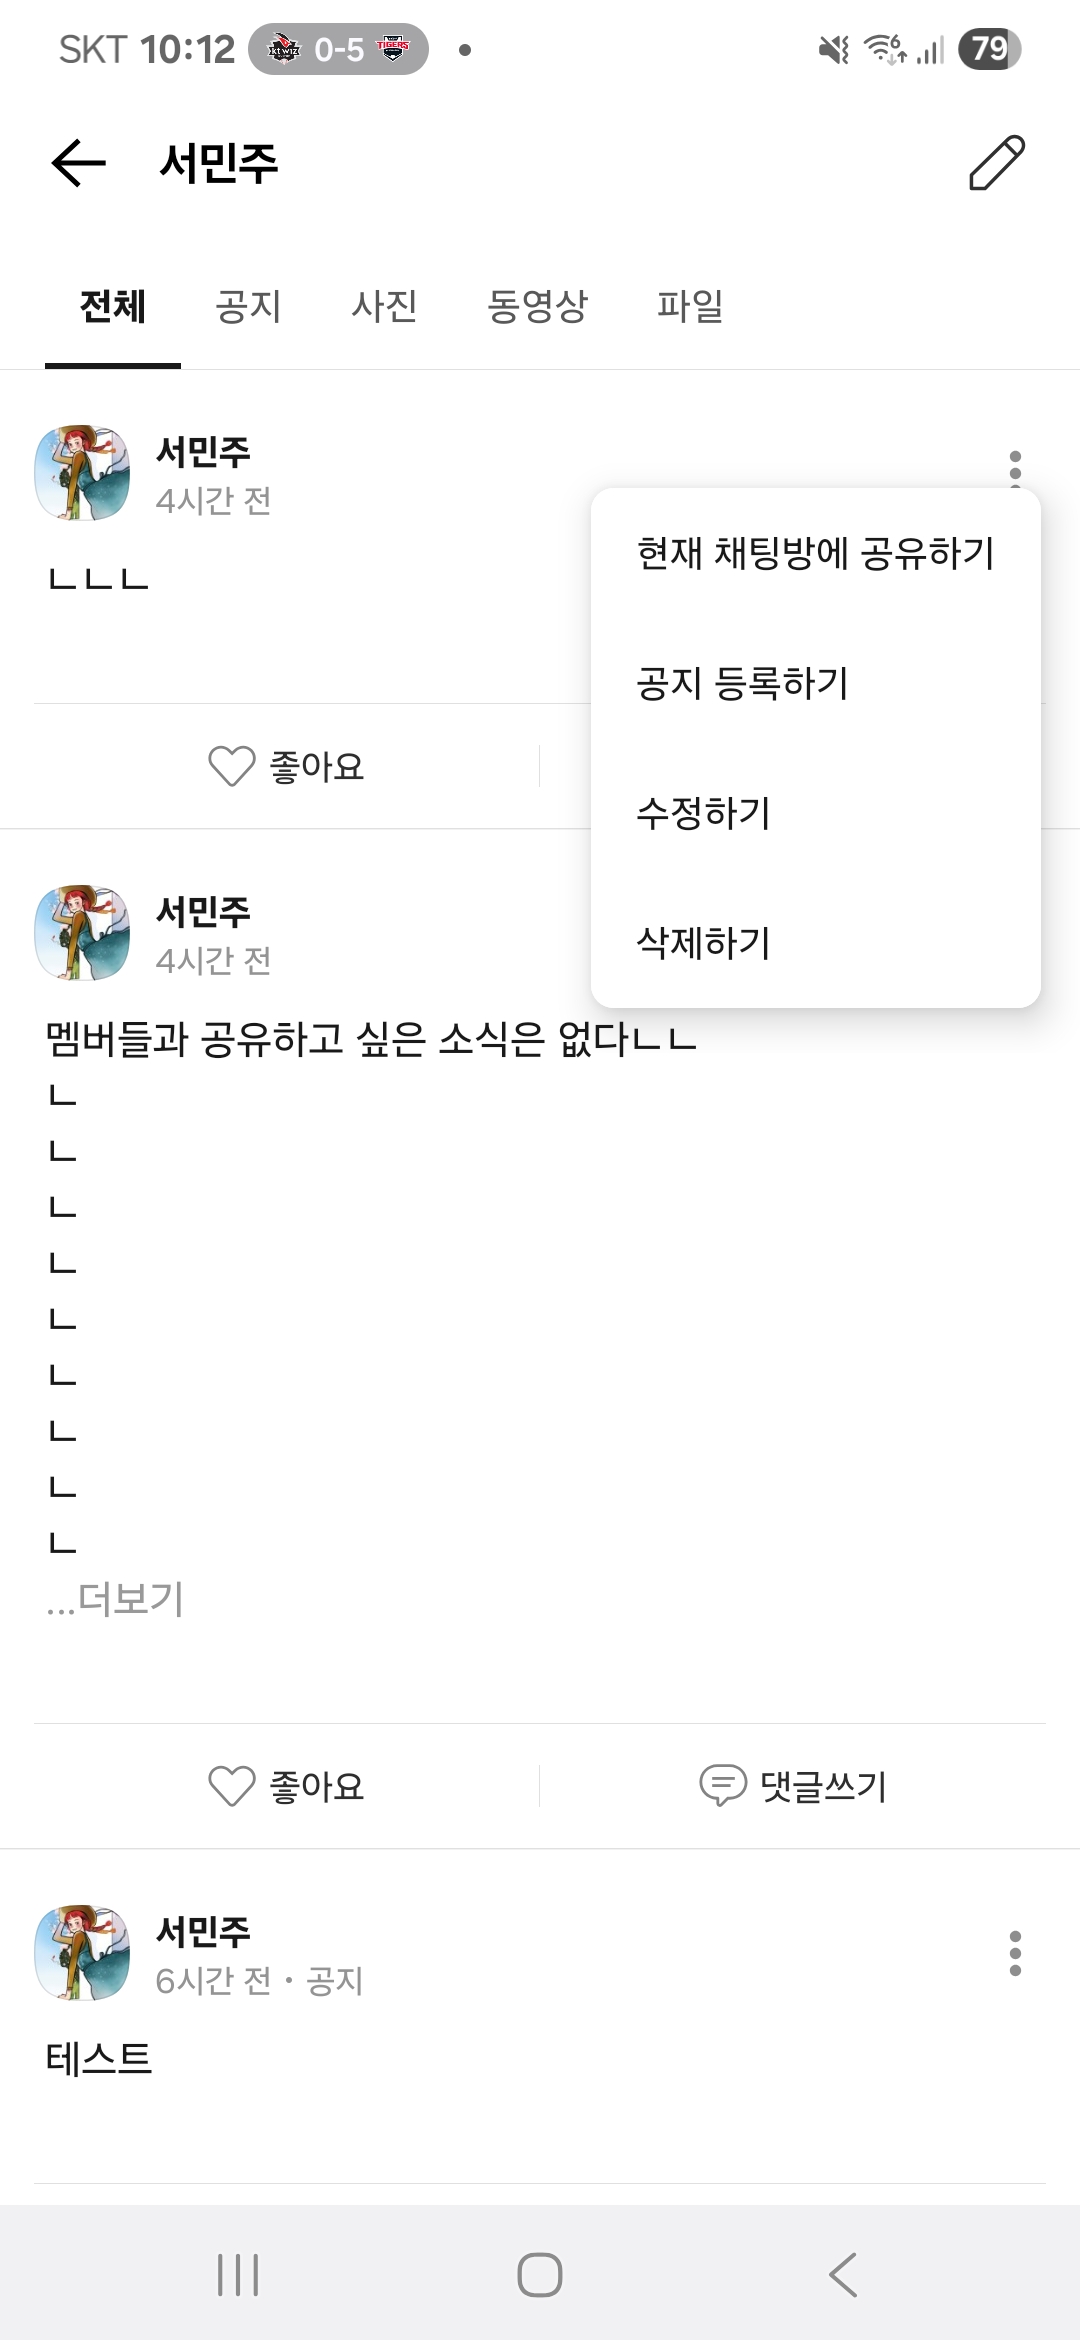 SKT 10:12 kt wiz 0-5 TIGERS 6 79
서민주
전체 공지 사진 동영상 파일
서민주
4시간 전
ㄴㄴㄴ
현재 채팅방에 공유하기
공지 등록하기
수정하기
삭제하기
좋아요
서민주
4시간 전
멤버들과 공유하고 싶은 소식은 없다ㄴㄴ
ㄴ
ㄴ
ㄴ
ㄴ
ㄴ
ㄴ
ㄴ
ㄴ
ㄴ
...더보기
좋아요 댓글쓰기
서민주
6시간 전 • 공지
테스트